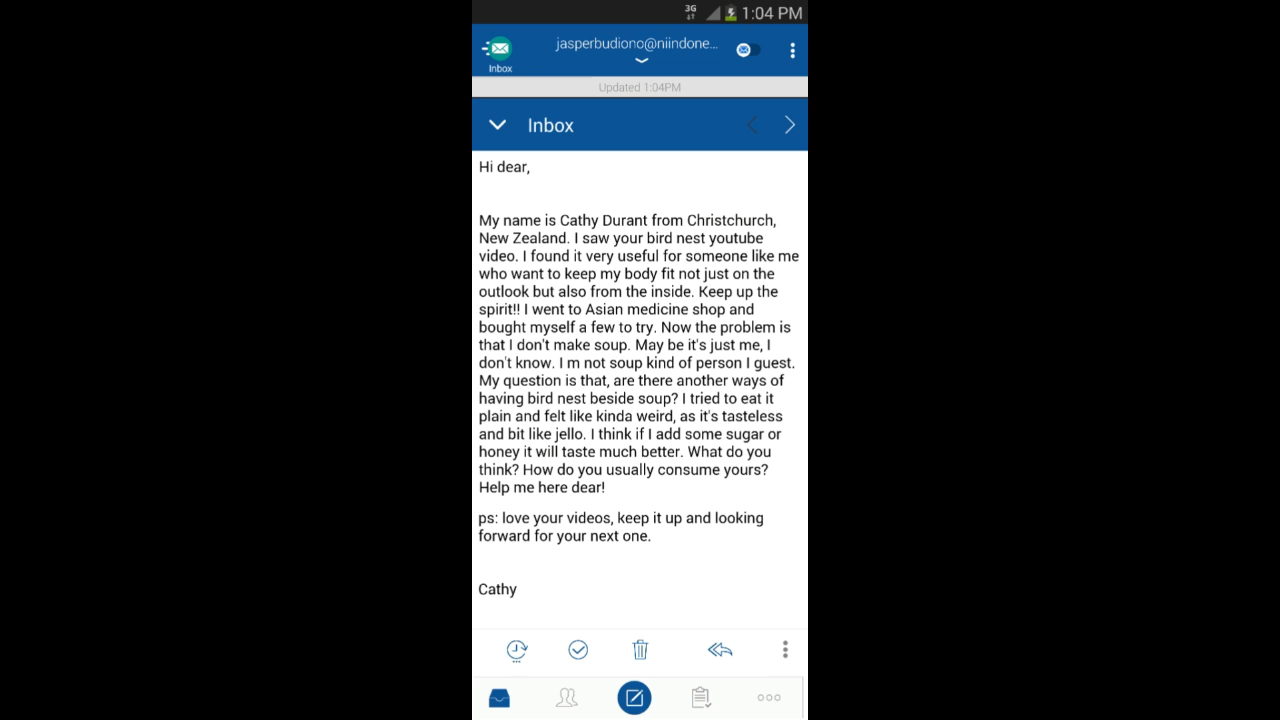 3G 1:04 PM
jasperbudiono@niindone...
Inbox
Updated 1:04PM
Inbox
Hi dear,
My name is Cathy Durant from Christchurch,
New Zealand. I saw your bird nest youtube
video. I found it very useful for someone like me
who want to keep my body fit not just on the
outlook but also from the inside. Keep up the
spirit!! I went to Asian medicine shop and
bought myself a few to try. Now the problem is
that I don't make soup. May be it's just me, I
don't know. I m not soup kind of person I guest.
My question is that, are there another ways of
having bird nest beside soup? I tried to eat it
plain and felt like kinda weird, as it's tasteless
and bit like jello. I think if I add some sugar or
honey it will taste much better. What do you
think? How do you usually consume yours?
Help me here dear!
ps: love your videos, keep it up and looking
forward for your next one.
Cathy